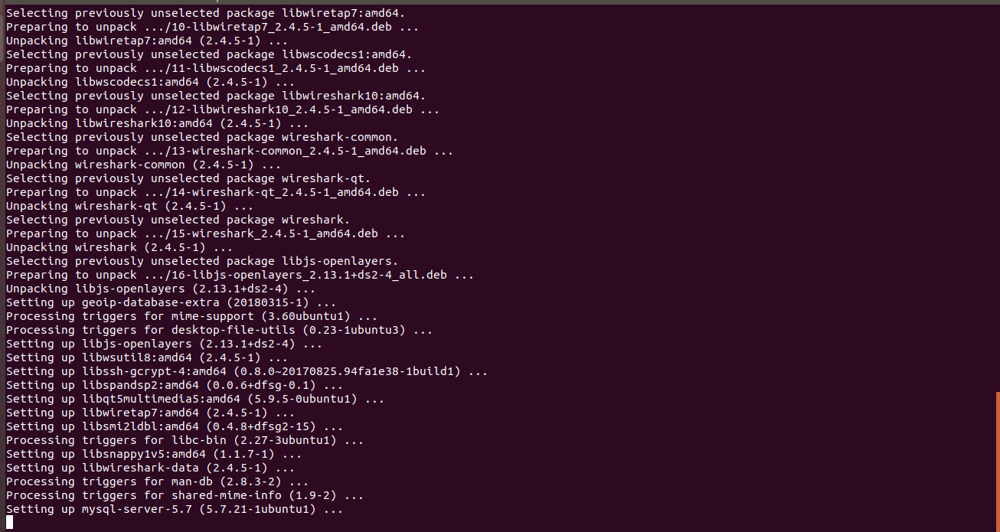 Selecting previously unselected package libwiretap7:amd64.
Preparing to unpack .../10-libwiretap7_2.4.5-1_amd64.deb ...
Unpacking libwiretap7:amd64 (2.4.5-1) ...
Selecting previously unselected package libwscodecs1:amd64.
Preparing to unpack .../11-libwscodecs1_2.4.5-1_amd64.deb ...
Unpacking libwscodecs1:amd64 (2.4.5-1) ...
Selecting previously unselected package libwireshark10:amd64.
Preparing to unpack .../12-libwireshark10_2.4.5-1_amd64.deb ...
Unpacking libwireshark10:amd64 (2.4.5-1) ...
Selecting previously unselected package wireshark-common.
Preparing to unpack .../13-wireshark-common_2.4.5-1_amd64.deb ...
Unpacking wireshark-common (2.4.5-1) ...
Selecting previously unselected package wireshark-qt.
Preparing to unpack .../14-wireshark-qt_2.4.5-1_amd64.deb ...
Unpacking wireshark-qt (2.4.5-1) ...
Selecting previously unselected package wireshark.
Preparing to unpack .../15-wireshark_2.4.5-1_amd64.deb ...
Unpacking wireshark (2.4.5-1) ...
Selecting previously unselected package libjs-openlayers.
Preparing to unpack .../16-libjs-openlayers_2.13.1+ds2-4_all.deb ...
Unpacking libjs-openlayers (2.13.1+ds2-4) ...
Setting up geoip-database-extra (20180315-1) ...
Processing triggers for mime-support (3.60ubuntu1) ...
Processing triggers for desktop-file-utils (0.23-1ubuntu3) ...
Setting up libjs-openlayers (2.13.1+ds2-4) ...
Setting up libwsutil8:amd64 (2.4.5-1) ...
Setting up libssh-gcrypt-4:amd64 (0.8.0~20170825.94fa1e38-1build1) ...
Setting up libspandsp2:amd64 (0.0.6+dfsg-0.1) ...
Setting up libqt5multimedia5:amd64 (5.9.5-0ubuntu1) ...
Setting up libwiretap7:amd64 (2.4.5-1) ...
Setting up libsmi2ldbl:amd64 (0.4.8+dfsg2-15) ...
Processing triggers for libc-bin (2.27-3ubuntu1) ...
Setting up libsnappy1v5:amd64 (1.1.7-1) ...
Setting up libwireshark-data (2.4.5-1) ...
Processing triggers for man-db (2.8.3-2) ...
Processing triggers for shared-mime-info (1.9-2) ...
Setting up mysql-server-5.7 (5.7.21-1ubuntu1) ...